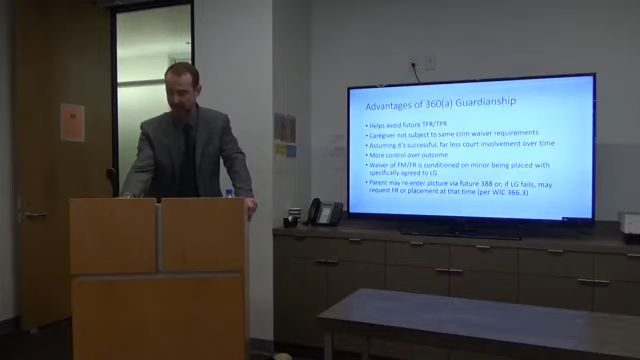 Advantages of 360(a) Guardianship
• Helps avoid future TFR/TPR
• Caregiver not subject to same crim waiver requirements
• Assuming it's successful, far less court involvement over time
• More control over outcome
• Waiver of FM/FR is conditioned on minor being placed with
specifically agreed to LG
• Parent may re-enter picture via future 388 or, if LG fails, may
request FR or placement at that time (per WIC 366.3)